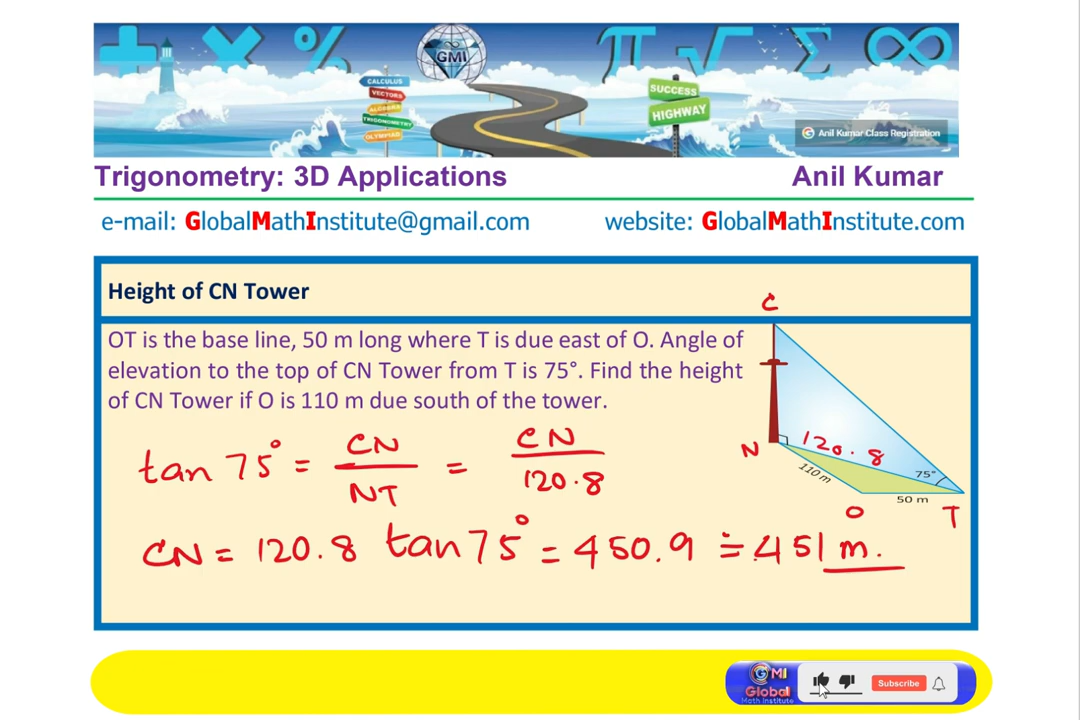 GMI
CALCULUS
VECTORS
ALGEBRA
TRIGONOMETRY
OLYMPIAD
SUCCESS
HIGHWAY
Anil Kumar Class Registration
Trigonometry: 3D Applications Anil Kumar
e-mail: GlobalMathInstitute@gmail.com website: GlobalMathInstitute.com
Height of CN Tower
OT is the base line, 50 m long where T is due east of O. Angle of
elevation to the top of CN Tower from T is 75°. Find the height
of CN Tower if O is 110 m due south of the tower.
C
N
120.8
75°
110 m
50 m
O
T
tan 75° = CN / NT = CN / 120.8
CN = 120.8 tan 75° = 450.9 ≐ 451 m.
GMI
Global
Math Institute
Subscribe